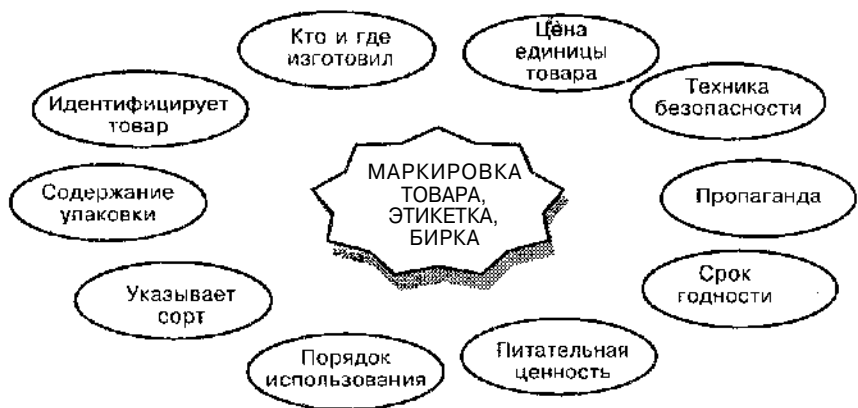 Кто и где
изготовил
Цена
единицы
товара
Идентифицирует
товар
Техника
безопасности
МАРКИРОВКА
ТОВАРА,
ЭТИКЕТКА,
БИРКА
Содержание
упаковки
Пропаганда
Указывает
сорт
Срок
годности
Порядок
использования
Питательная
ценность